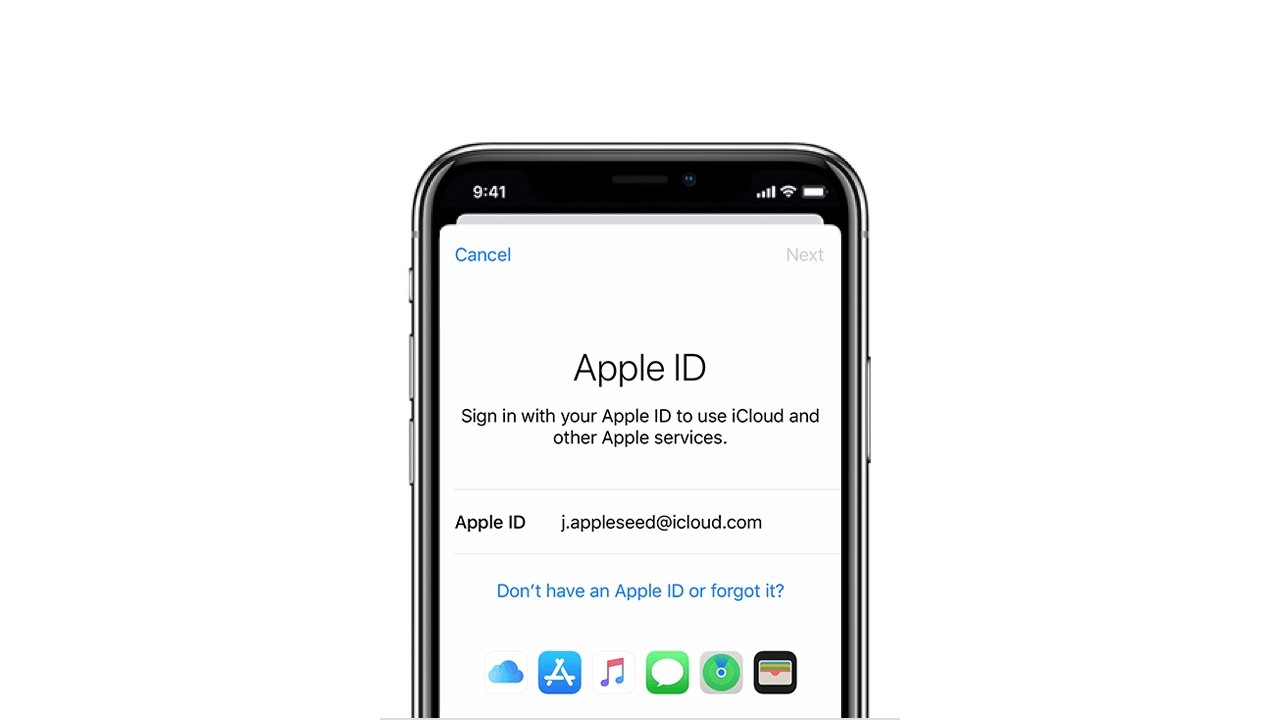 9:41
Cancel
Next
Apple ID
Sign in with your Apple ID to use iCloud and
other Apple services.
Apple ID j.appleseed@icloud.com
Don’t have an Apple ID or forgot it?